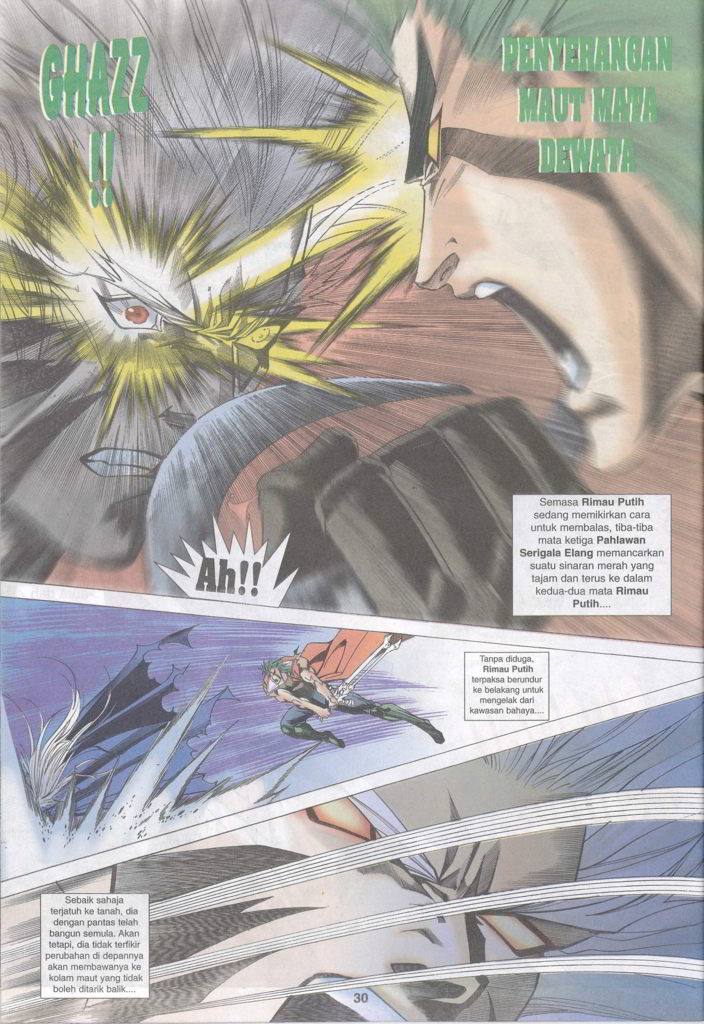 GHAZZ
!!
PENYERANGAN
MAUT MATA
DEWATA
Semasa Rimau Putih
sedang memikirkan cara
untuk membalas, tiba-tiba
mata ketiga Pahlawan
Serigala Elang memancarkan
suatu sinaran merah yang
tajam dan terus ke dalam
kedua-dua mata Rimau
Putih....
Ah!!
Tanpa diduga,
Rimau Putih
terpaksa berundur
ke belakang untuk
mengelak dari
kawasan bahaya....
Sebaik sahaja
terjatuh ke tanah, dia
dengan pantas telah
bangun semula. Akan
tetapi, dia tidak terfikir
perubahan di depannya
akan membawanya ke
kolam maut yang tidak
boleh ditarik balik....
30